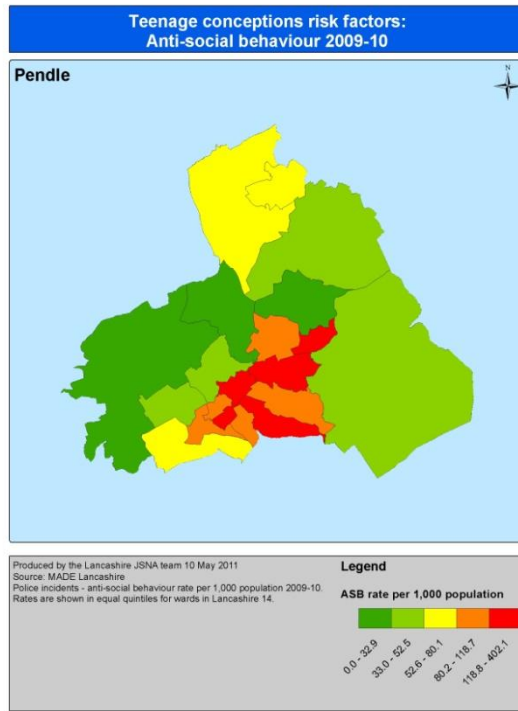 Teenage conceptions risk factors:
Anti-social behaviour 2009-10
Pendle
N
Produced by the Lancashire JSNA team 10 May 2011
Source: MADE Lancashire
Police incidents - anti-social behaviour rate per 1,000 population 2009-10.
Rates are shown in equal quintiles for wards in Lancashire 14.
Legend
ASB rate per 1,000 population
0.0 - 32.9
33.0 - 52.5
52.6 - 80.1
80.2 - 118.7
118.8 - 402.1